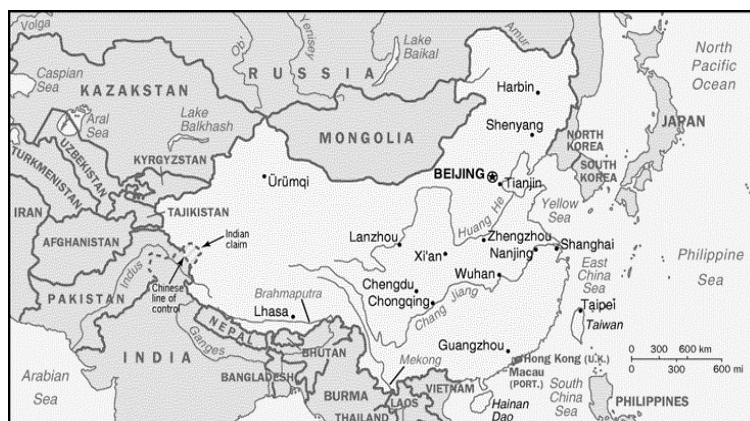 Volga
Ob'
Yenisey
Amur
Lake
Baikal
North
Pacific
Ocean
RUSSIA
Caspian
Sea
KAZAKSTAN
Harbin
Aral
Sea
Lake
Balkhash
MONGOLIA
Shenyang
JAPAN
NORTH
KOREA
UZBEKISTAN
TURKMENISTAN
KYRGYZSTAN
SOUTH
KOREA
Ürümqi
BEIJING
Tianjin
TAJIKISTAN
IRAN
Huang He
Yellow
Sea
AFGHANISTAN
Indian
claim
Lanzhou
Zhengzhou
Xi'an
Nanjing
Shanghai
Philippine
Sea
Indus
Chinese
line of
control
Wuhan
East
China
Sea
PAKISTAN
Brahmaputra
Chengdu
Chongqing
Chang Jiang
Lhasa
Taipei
Taiwan
NEPAL
Ganges
BHUTAN
INDIA
Guangzhou
Mekong
Hong Kong (U.K.)
Macau
(PORT.)
0 300 600 km
0 300 600 mi
Arabian
Sea
BANGLADESH
BURMA
VIETNAM
LAOS
THAILAND
Hainan
Dao
South
China
Sea
PHILIPPINES